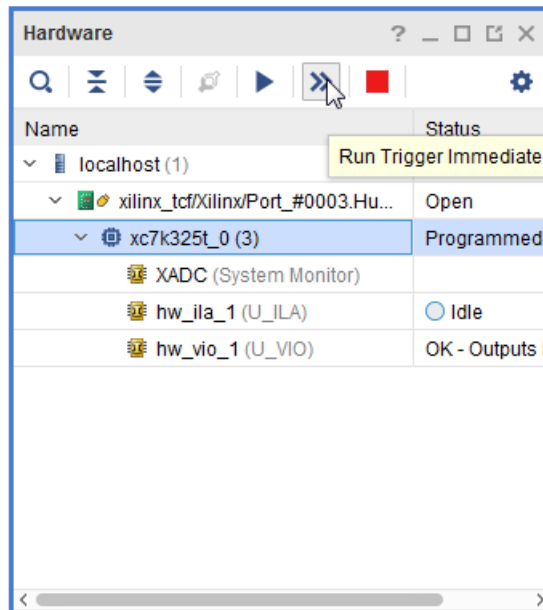 Hardware
?
Name Status
localhost (1)
Run Trigger Immediate
xilinx_tcf/Xilinx/Port_#0003.Hu... Open
xc7k325t_0 (3) Programmed
XADC (System Monitor)
hw_ila_1 (U_ILA) Idle
hw_vio_1 (U_VIO) OK - Outputs